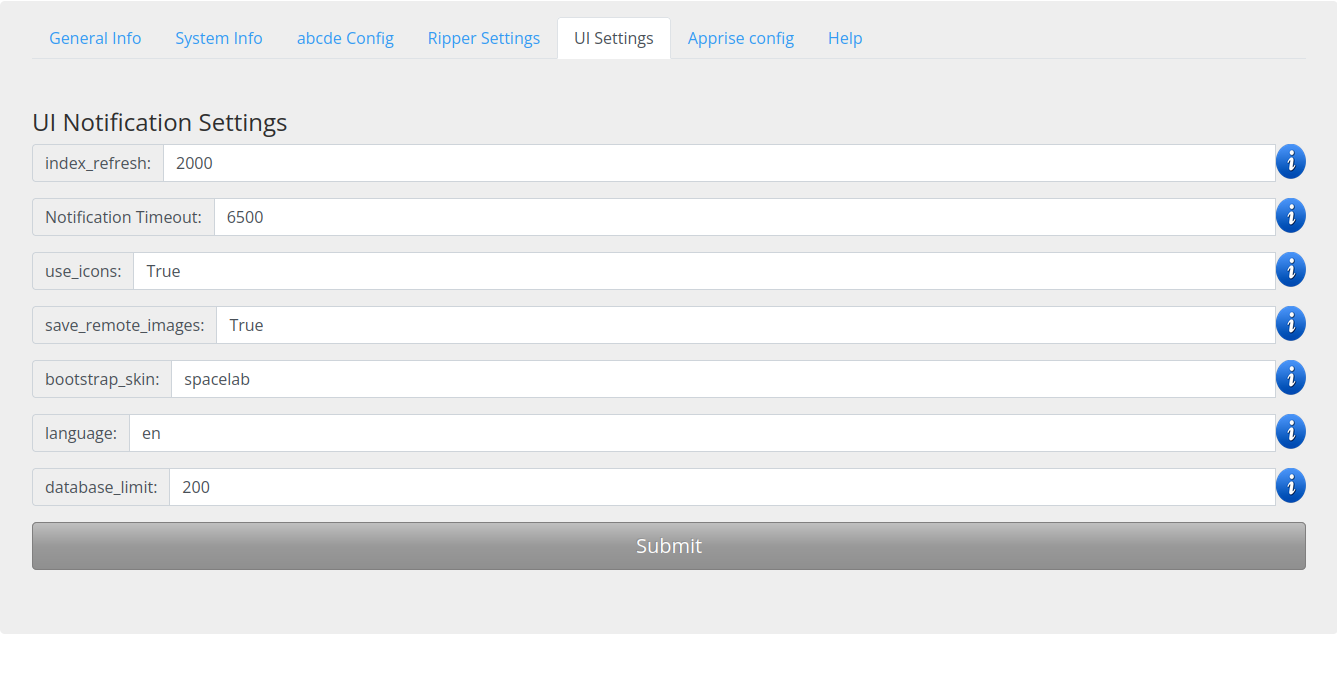 General Info System Info abcde Config Ripper Settings UI Settings Apprise config Help
UI Notification Settings
index_refresh: 2000
Notification Timeout: 6500
use_icons: True
save_remote_images: True
bootstrap_skin: spacelab
language: en
database_limit: 200
Submit